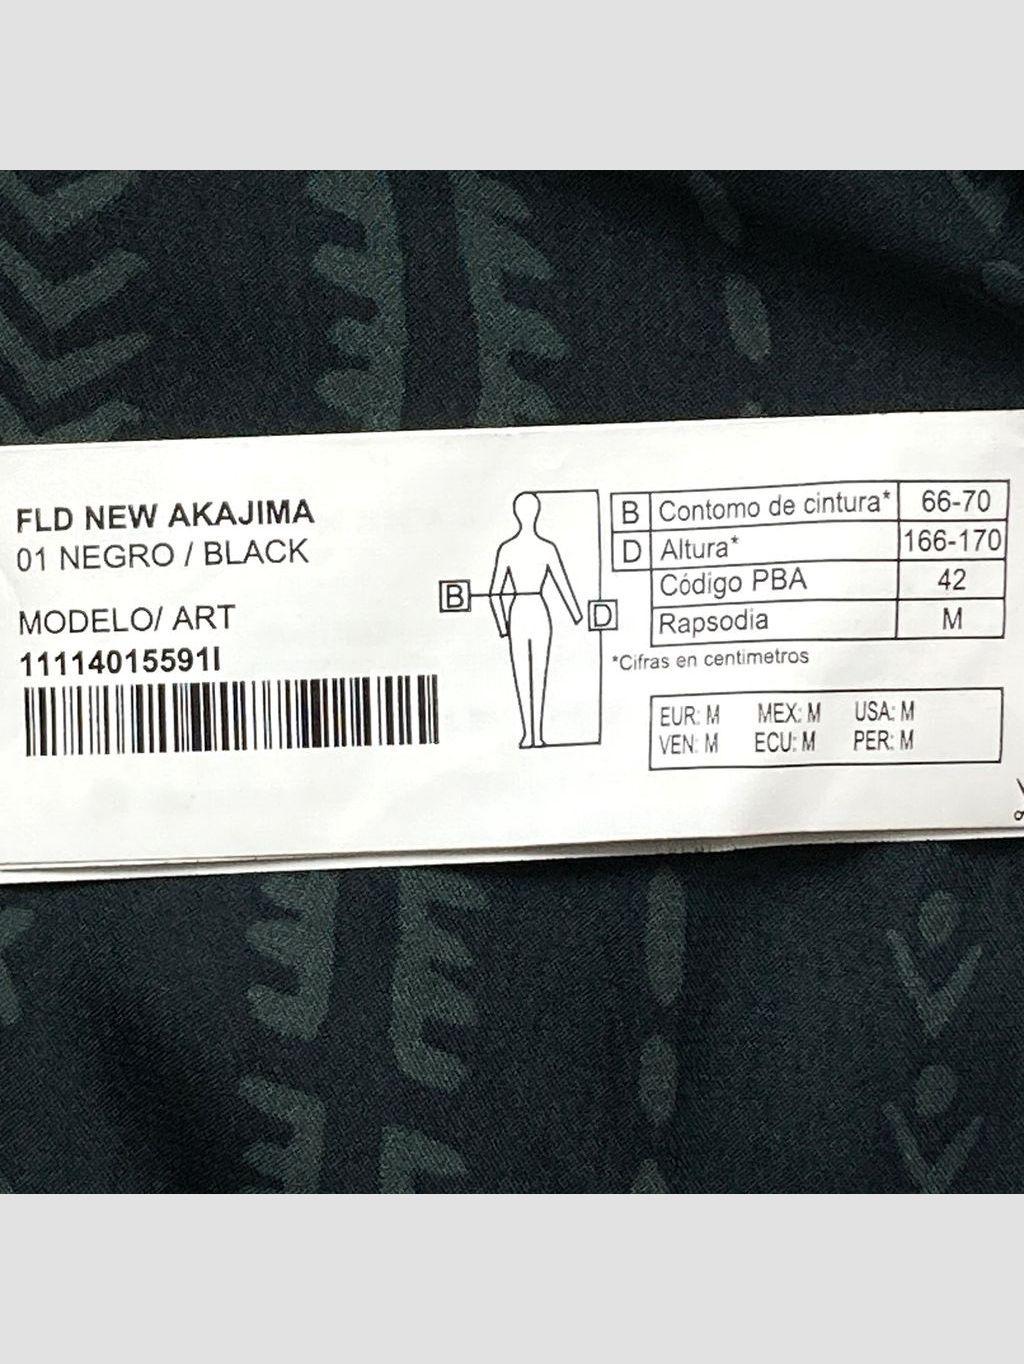 FLD NEW AKAJIMA
01 NEGRO / BLACK
MODELO/ ART
11114015591I
B
D
B Contorno de cintura* 66-70
D Altura* 166-170
Código PBA 42
Rapsodia M
*Cifras en centimetros
EUR: M MEX: M USA: M
VEN: M ECU: M PER: M